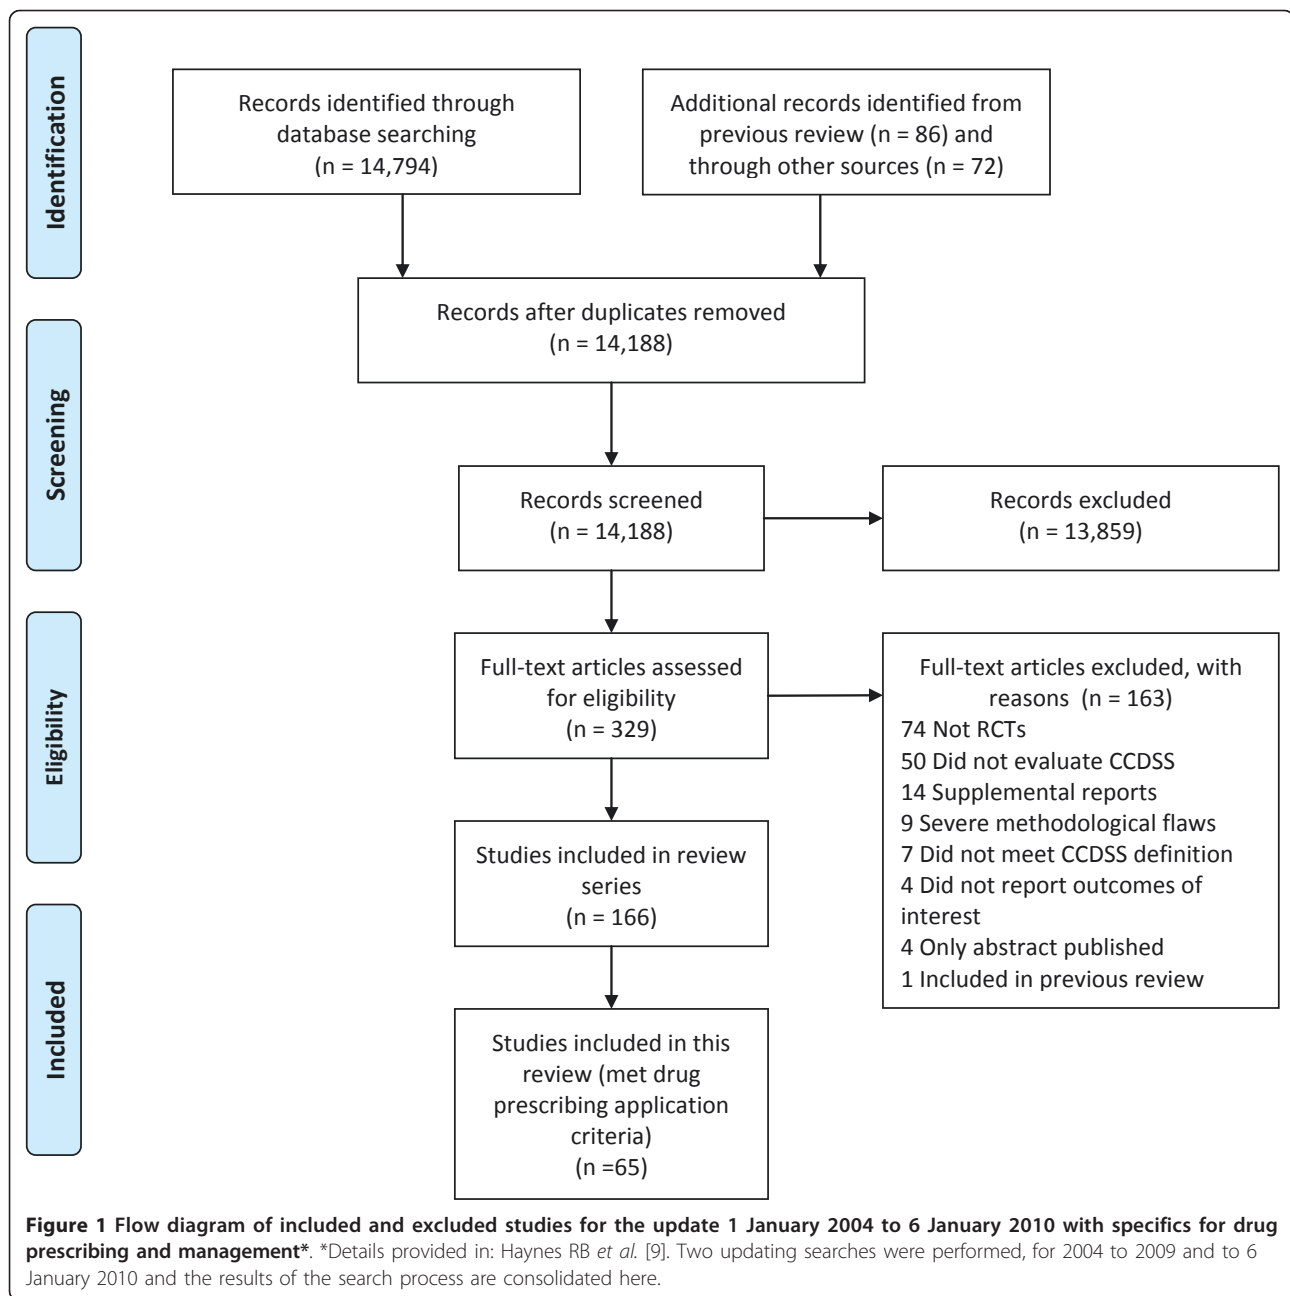 Identification
Records identified through
database searching
(n = 14,794)
Additional records identified from
previous review (n = 86) and
through other sources (n = 72)
Records after duplicates removed
(n = 14,188)
Screening
Records screened
(n = 14,188)
Records excluded
(n = 13,859)
Eligibility
Full-text articles assessed
for eligibility
(n = 329)
Full-text articles excluded, with
reasons (n = 163)
74 Not RCTs
50 Did not evaluate CCDSS
14 Supplemental reports
9 Severe methodological flaws
7 Did not meet CCDSS definition
4 Did not report outcomes of
interest
4 Only abstract published
1 Included in previous review
Studies included in review
series
(n = 166)
Included
Studies included in this
review (met drug
prescribing application
criteria)
(n =65)
Figure 1 Flow diagram of included and excluded studies for the update 1 January 2004 to 6 January 2010 with specifics for drug
prescribing and management*. *Details provided in: Haynes RB et al. [9]. Two updating searches were performed, for 2004 to 2009 and to 6
January 2010 and the results of the search process are consolidated here.